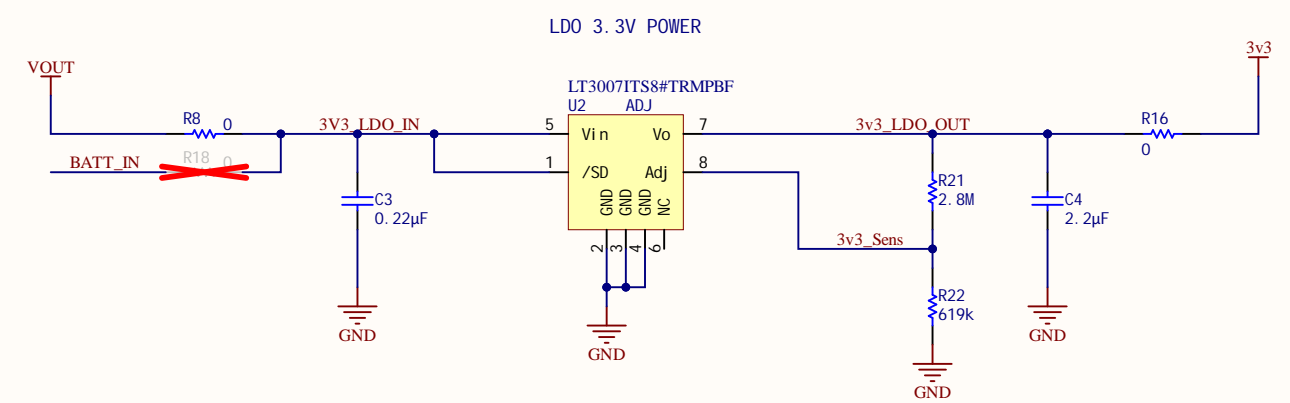 LDO 3.3V POWER
VOUT
3v3
LT3007ITS8#TRMPBF
U2 ADJ
R8 0
3V3_LDO_IN
5 Vin Vo 7
3v3_LDO_OUT
R16
0
BATT_IN
R18 0
1 /SD Adj 8
C3
0.22µF
GND GND GND NC
2 3 4 6
R21
2.8M
C4
2.2µF
3v3_Sens
R22
619k
GND
GND
GND
GND